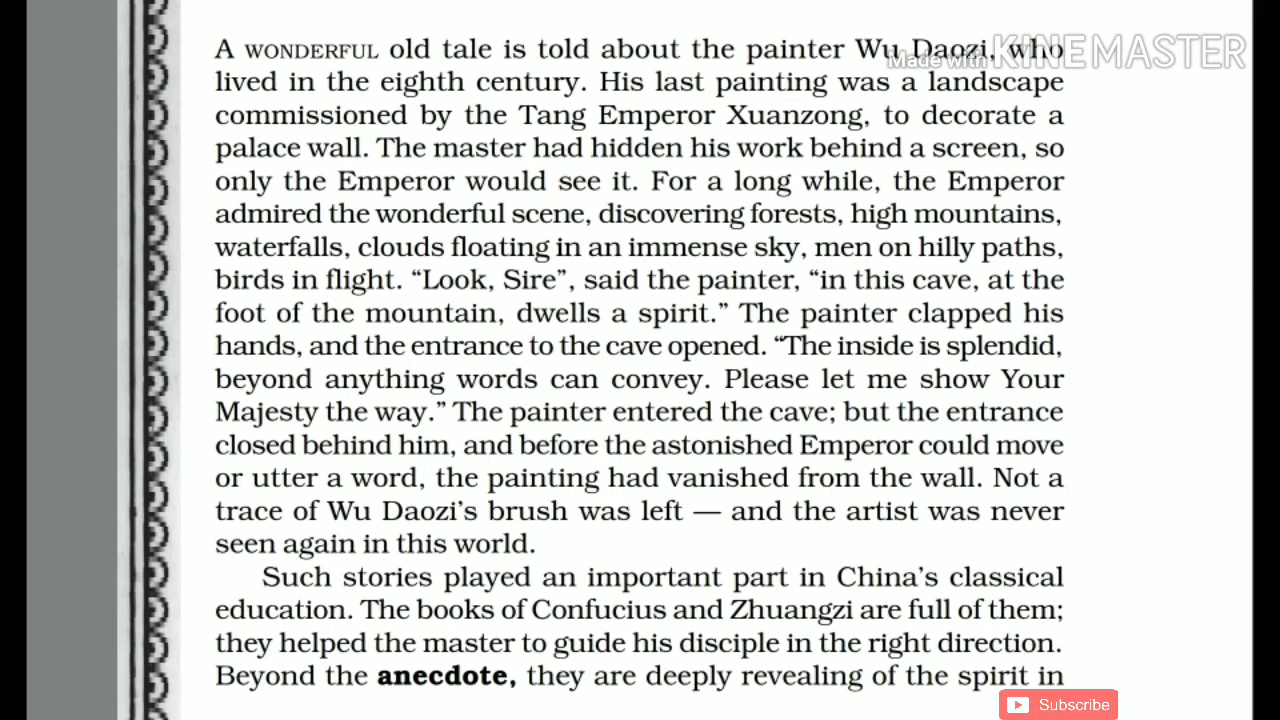 A WONDERFUL old tale is told about the painter Wu Daozi, who
Made with KINEMASTER
lived in the eighth century. His last painting was a landscape
commissioned by the Tang Emperor Xuanzong, to decorate a
palace wall. The master had hidden his work behind a screen, so
only the Emperor would see it. For a long while, the Emperor
admired the wonderful scene, discovering forests, high mountains,
waterfalls, clouds floating in an immense sky, men on hilly paths,
birds in flight. “Look, Sire”, said the painter, “in this cave, at the
foot of the mountain, dwells a spirit.” The painter clapped his
hands, and the entrance to the cave opened. “The inside is splendid,
beyond anything words can convey. Please let me show Your
Majesty the way.” The painter entered the cave; but the entrance
closed behind him, and before the astonished Emperor could move
or utter a word, the painting had vanished from the wall. Not a
trace of Wu Daozi’s brush was left — and the artist was never
seen again in this world.
Such stories played an important part in China’s classical
education. The books of Confucius and Zhuangzi are full of them;
they helped the master to guide his disciple in the right direction.
Beyond the anecdote, they are deeply revealing of the spirit in
Subscribe